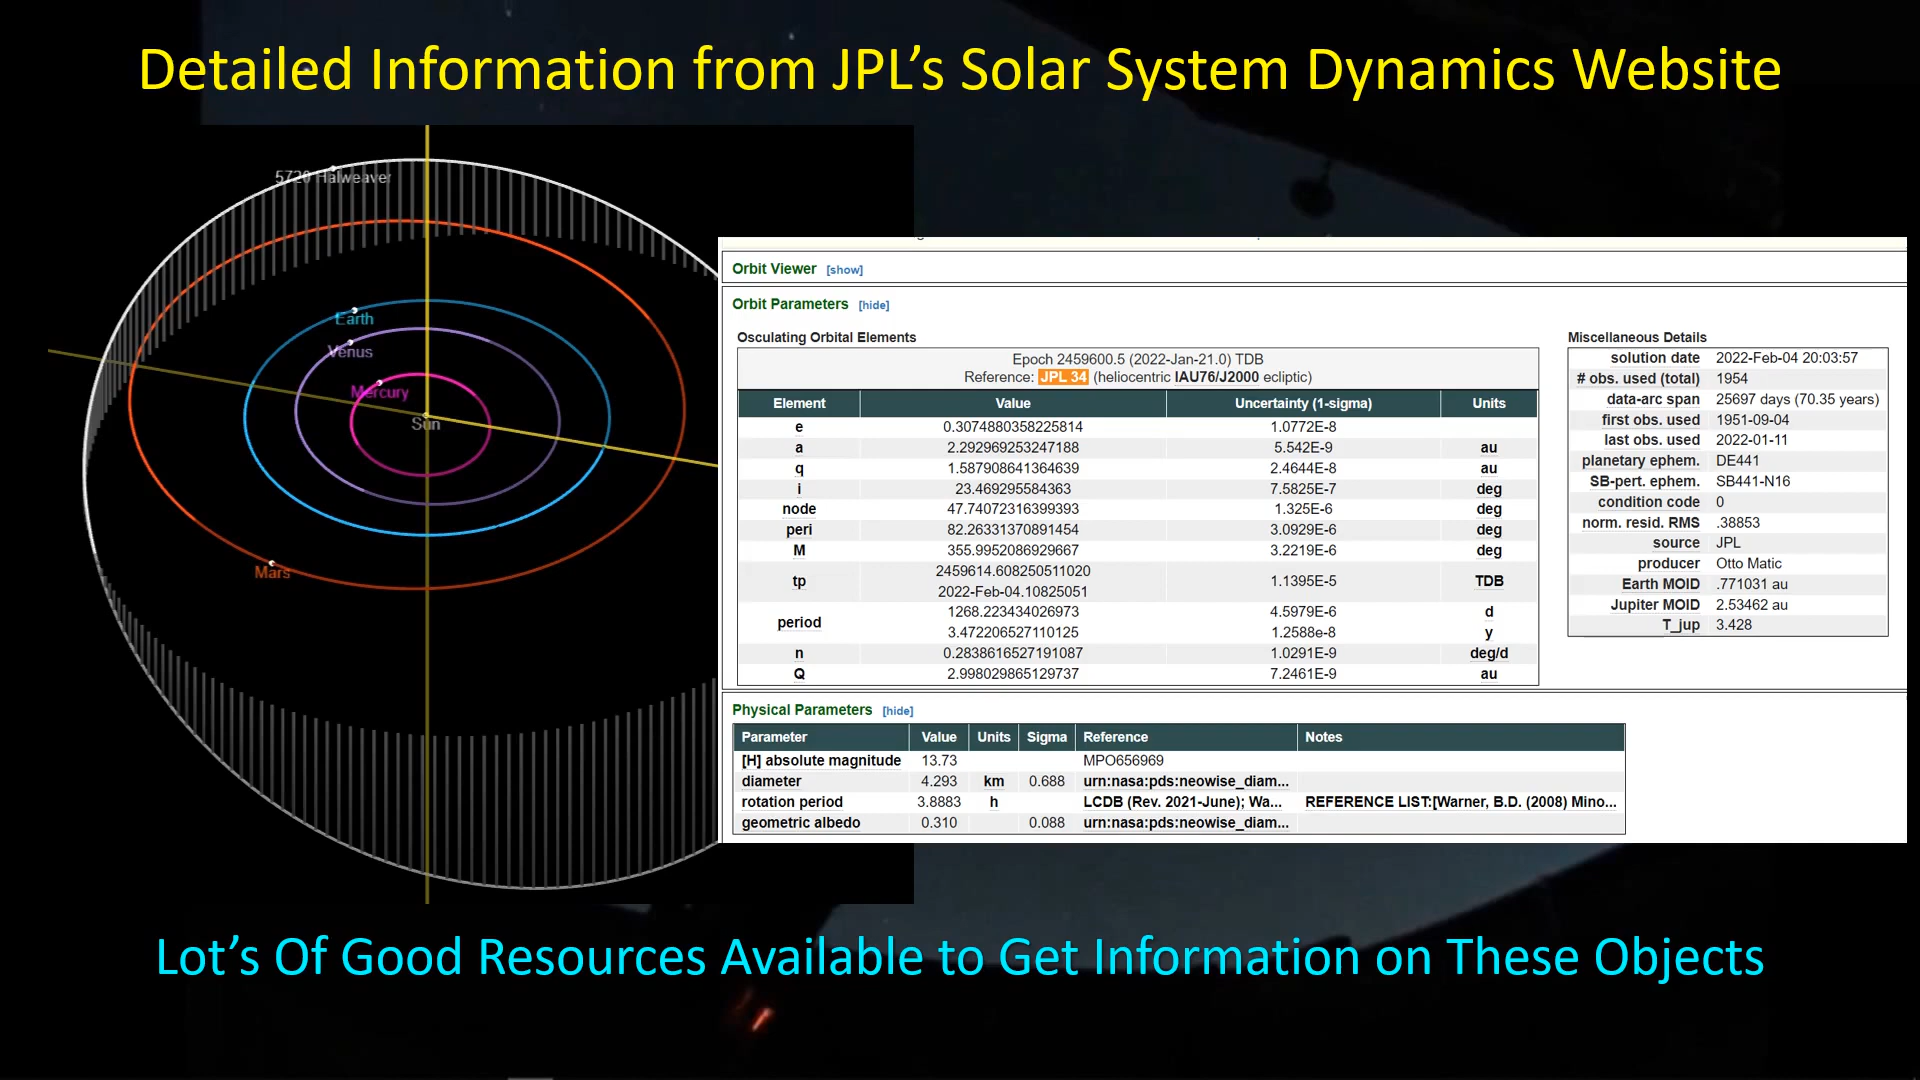 Detailed Information from JPL’s Solar System Dynamics Website
5720 Halweaver
Earth
Venus
Mercury
Sun
Mars
Orbit Viewer [show]
Orbit Parameters [hide]
Osculating Orbital Elements
Epoch 2459600.5 (2022-Jan-21.0) TDB
Reference: JPL 34 (heliocentric IAU76/J2000 ecliptic)
Element Value Uncertainty (1-sigma) Units
e 0.3074880358225814 1.0772E-8
a 2.292969253247188 5.542E-9 au
q 1.587908641364639 2.4644E-8 au
i 23.469295584363 7.5825E-7 deg
node 47.74072316399393 1.325E-6 deg
peri 82.26331370891454 3.0929E-6 deg
M 355.9952086929667 3.2219E-6 deg
tp 2459614.608250511020 1.1395E-5 TDB
2022-Feb-04.10825051
period 1268.223434026973 4.5979E-6 d
3.472206527110125 1.2588e-8 y
n 0.2838616527191087 1.0291E-9 deg/d
Q 2.998029865129737 7.2461E-9 au
Miscellaneous Details
solution date 2022-Feb-04 20:03:57
# obs. used (total) 1954
data-arc span 25697 days (70.35 years)
first obs. used 1951-09-04
last obs. used 2022-01-11
planetary ephem. DE441
SB-pert. ephem. SB441-N16
condition code 0
norm. resid. RMS .38853
source JPL
producer Otto Matic
Earth MOID .771031 au
Jupiter MOID 2.53462 au
T_jup 3.428
Physical Parameters [hide]
Parameter Value Units Sigma Reference Notes
[H] absolute magnitude 13.73 MPO656969
diameter 4.293 km 0.688 urn:nasa:pds:neowise_diam...
rotation period 3.8883 h LCDB (Rev. 2021-June); Wa... REFERENCE LIST:[Warner, B.D. (2008) Mino...
geometric albedo 0.310 0.088 urn:nasa:pds:neowise_diam...
Lot’s Of Good Resources Available to Get Information on These Objects